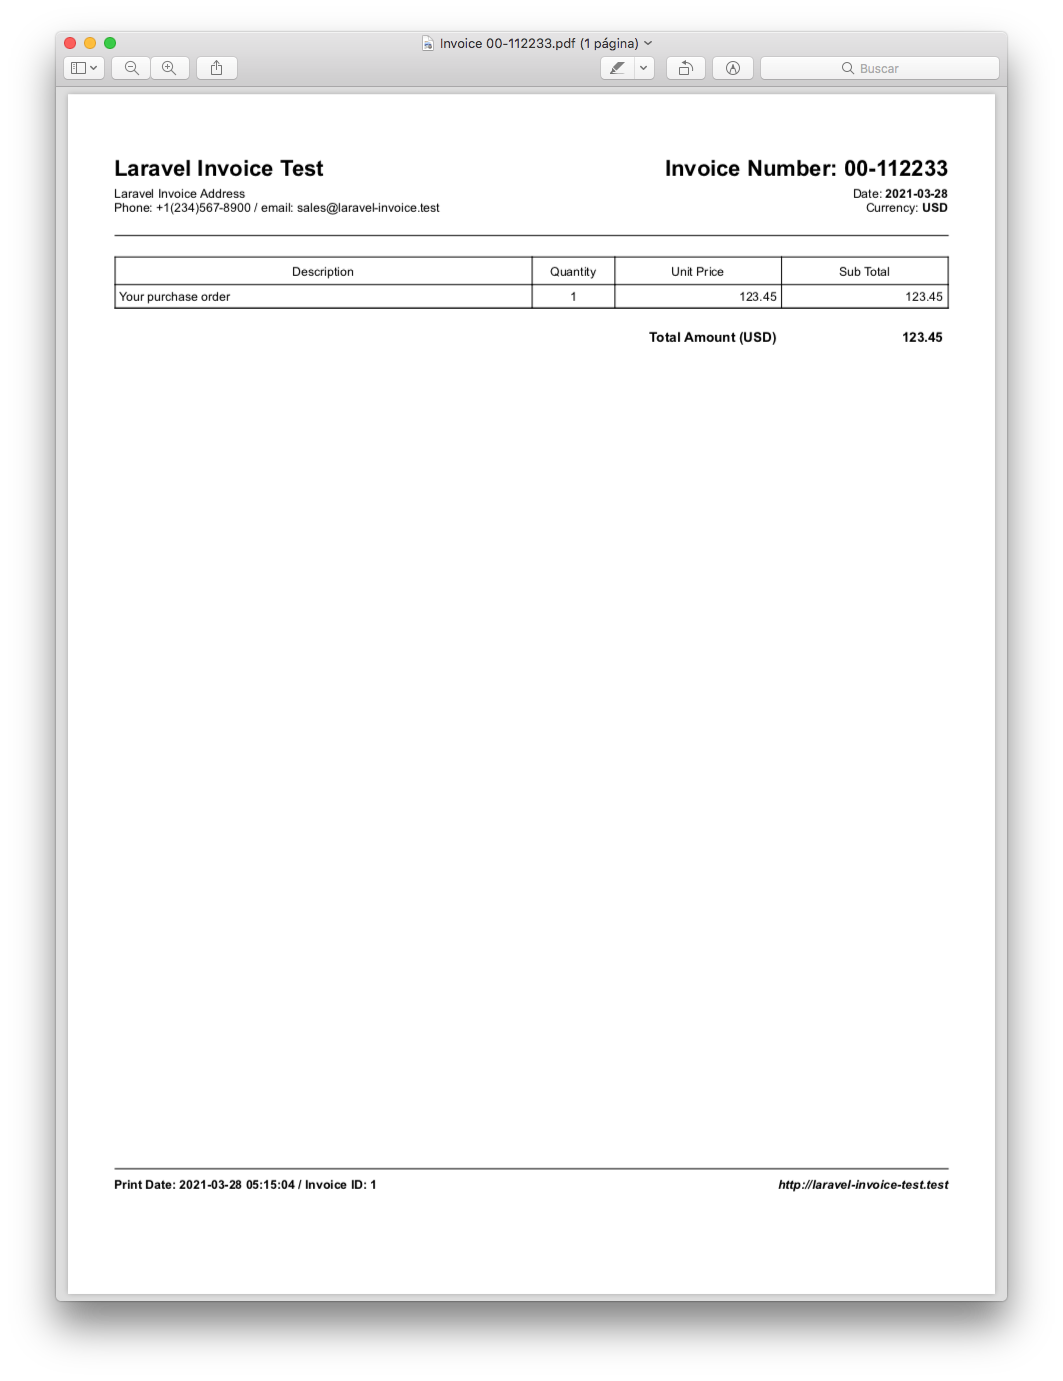 Invoice 00-112233.pdf (1 página)
Buscar
Laravel Invoice Test
Invoice Number: 00-112233
Laravel Invoice Address
Date: 2021-03-28
Phone: +1(234)567-8900 / email: sales@laravel-invoice.test
Currency: USD
Description Quantity Unit Price Sub Total
Your purchase order 1 123.45 123.45
Total Amount (USD) 123.45
Print Date: 2021-03-28 05:15:04 / Invoice ID: 1
http://laravel-invoice-test.test